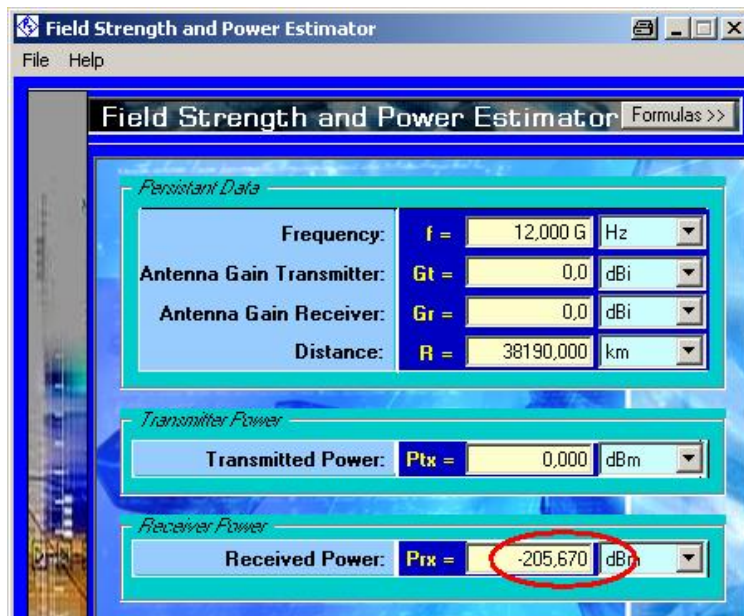 Field Strength and Power Estimator
File Help
Field Strength and Power Estimator Formulas >>
Persistant Data
Frequency: f = 12,000 G Hz
Antenna Gain Transmitter: Gt = 0,0 dBi
Antenna Gain Receiver: Gr = 0,0 dBi
Distance: R = 38190,000 km
Transmitter Power
Transmitted Power: Ptx = 0,000 dBm
Receiver Power
Received Power: Prx = -205,670 dBm